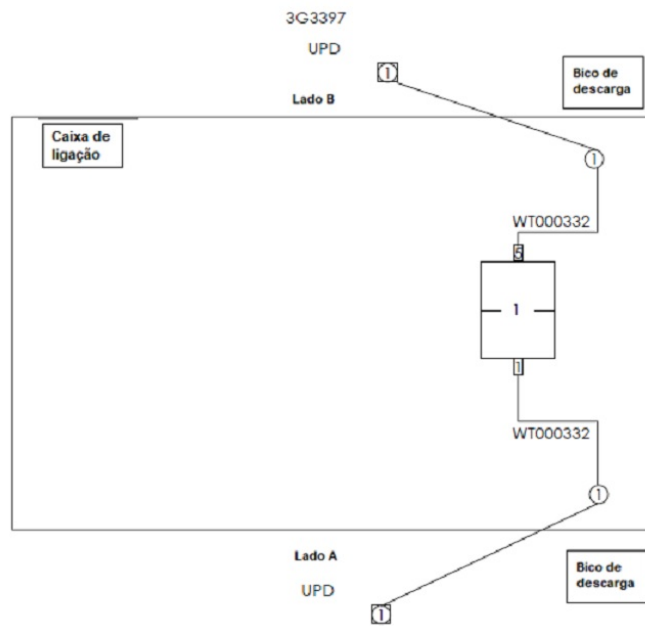 3G3397
UPD
1
Bico de
descarga
Lado B
Caixa de
ligação
1
WT000332
5
1
1
WT000332
1
Lado A
Bico de
descarga
UPD
1